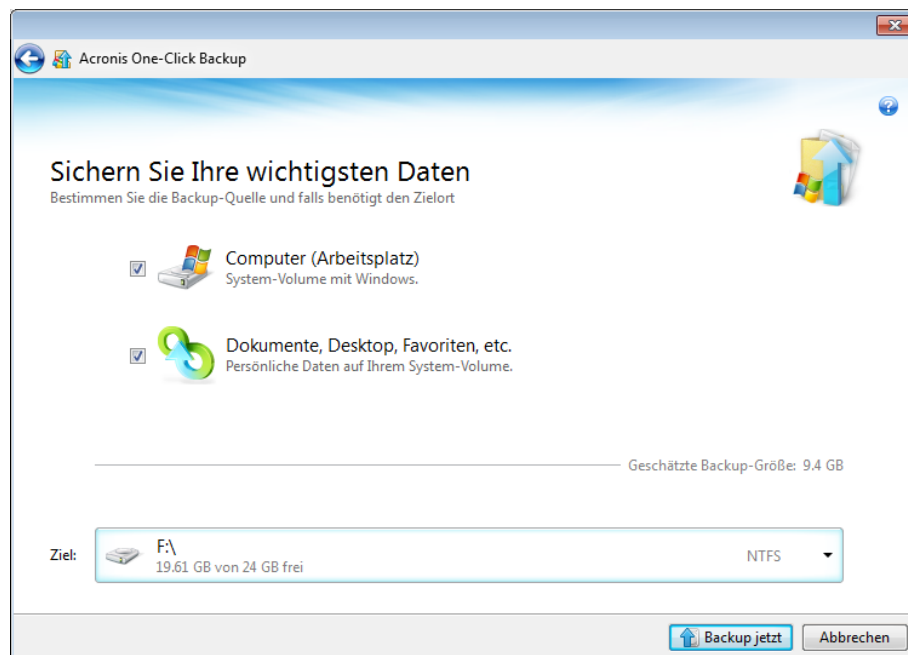 Acronis One-Click Backup
Sichern Sie Ihre wichtigsten Daten
Bestimmen Sie die Backup-Quelle und falls benötigt den Zielort
Computer (Arbeitsplatz)
System-Volume mit Windows.
Dokumente, Desktop, Favoriten, etc.
Persönliche Daten auf Ihrem System-Volume.
Geschätzte Backup-Größe: 9.4 GB
Ziel:
F:\
19.61 GB von 24 GB frei
NTFS
Backup jetzt
Abbrechen